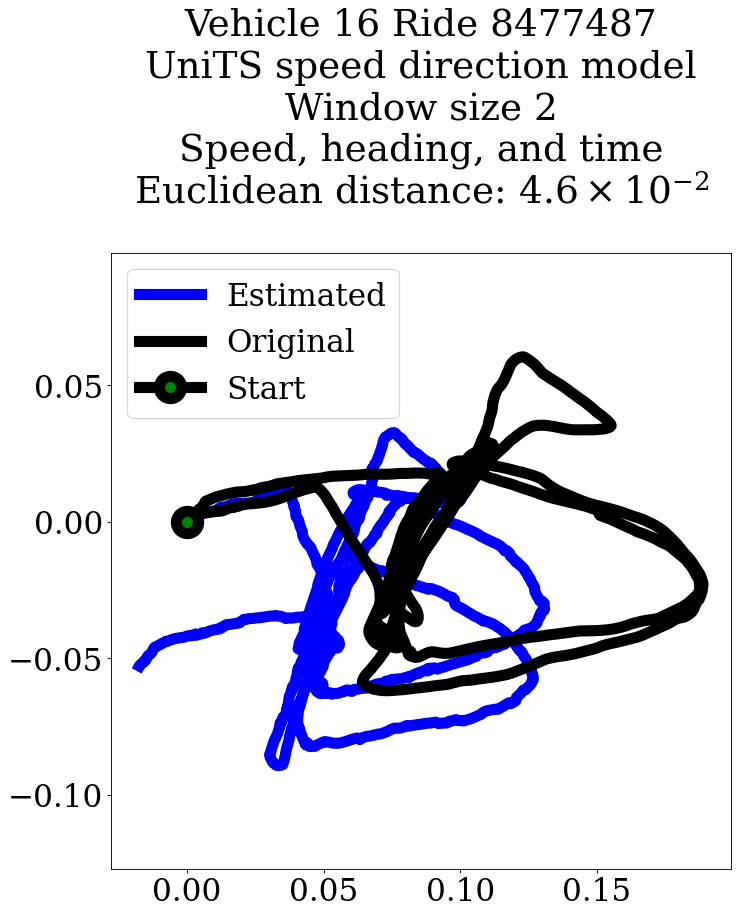 Vehicle 16 Ride 8477487
UniTS speed direction model
Window size 2
Speed, heading, and time
Euclidean distance: 4.6 × 10⁻²
Estimated
Original
Start
0.05
0.00
−0.05
−0.10
0.00 0.05 0.10 0.15